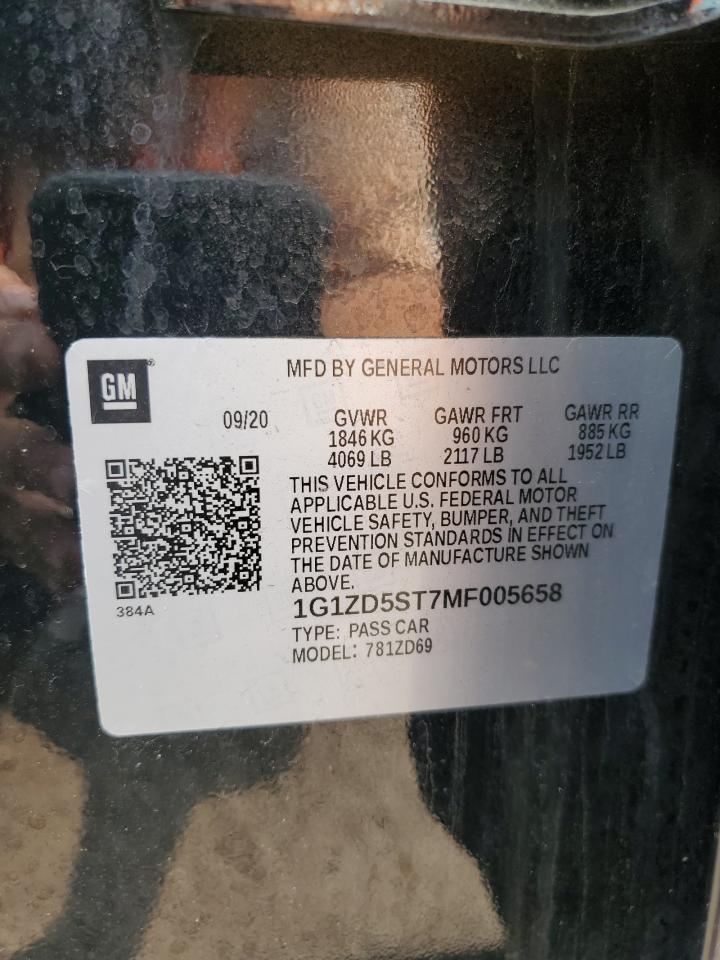 GM
MFD BY GENERAL MOTORS LLC
09/20 GVWR GAWR FRT GAWR RR
1846 KG 960 KG 885 KG
4069 LB 2117 LB 1952 LB
THIS VEHICLE CONFORMS TO ALL
APPLICABLE U.S. FEDERAL MOTOR
VEHICLE SAFETY, BUMPER, AND THEFT
PREVENTION STANDARDS IN EFFECT ON
THE DATE OF MANUFACTURE SHOWN
ABOVE.
384A
1G1ZD5ST7MF005658
TYPE: PASS CAR
MODEL: 781ZD69